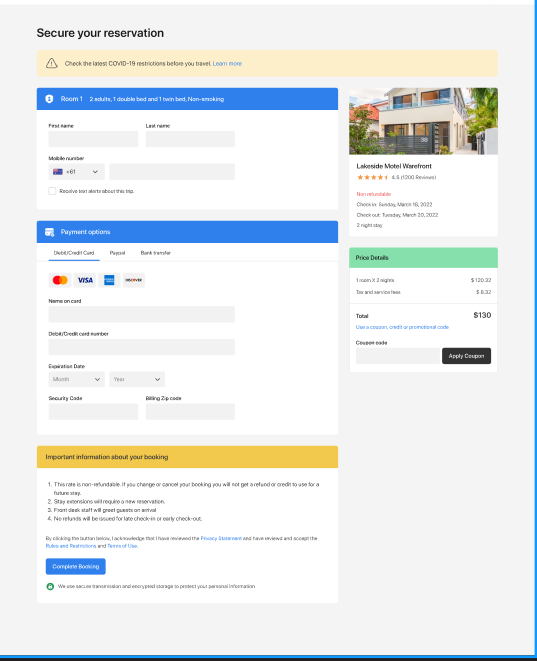 Secure your reservation
Check the latest COVID-19 restrictions before you travel. Learn more
Room 1 2 adults, 1 double bed and 1 twin bed, Non-smoking
First name
Last name
Mobile number
+61
Receive text alerts about this trip.
Payment options
Debit/Credit Card
Paypal
Bank transfer
VISA
DISCOVER
Name on card
Debit/Credit card number
Expiration Date
Month
Year
Security Code
Billing Zip code
Important information about your booking
1. This rate is non-refundable. If you change or cancel your booking you will not get a refund or credit to use for a
future stay.
2. Stay extensions will require a new reservation.
3. Front desk staff will greet guests on arrival
4. No refunds will be issued for late check-in or early check-out.
By clicking the button below, I acknowledge that I have reviewed the Privacy Statement and have reviewd and accept the
Rules and Restrictions and Terms of Use.
Complete Booking
We use secure transmission and encrypted storage to protect your personal information
Lakeside Motel Warefront
4.5 (1200 Reviews)
Non refundable
Check in: Sunday, March 18, 2022
Check out: Tuesday, March 20, 2022
2 night stay
Price Details
1 room X 2 nights
$ 120.32
Tax and service fees
$ 8.32
Total
$130
Use a coupon, credit or promotional code
Coupon code
Apply Coupon